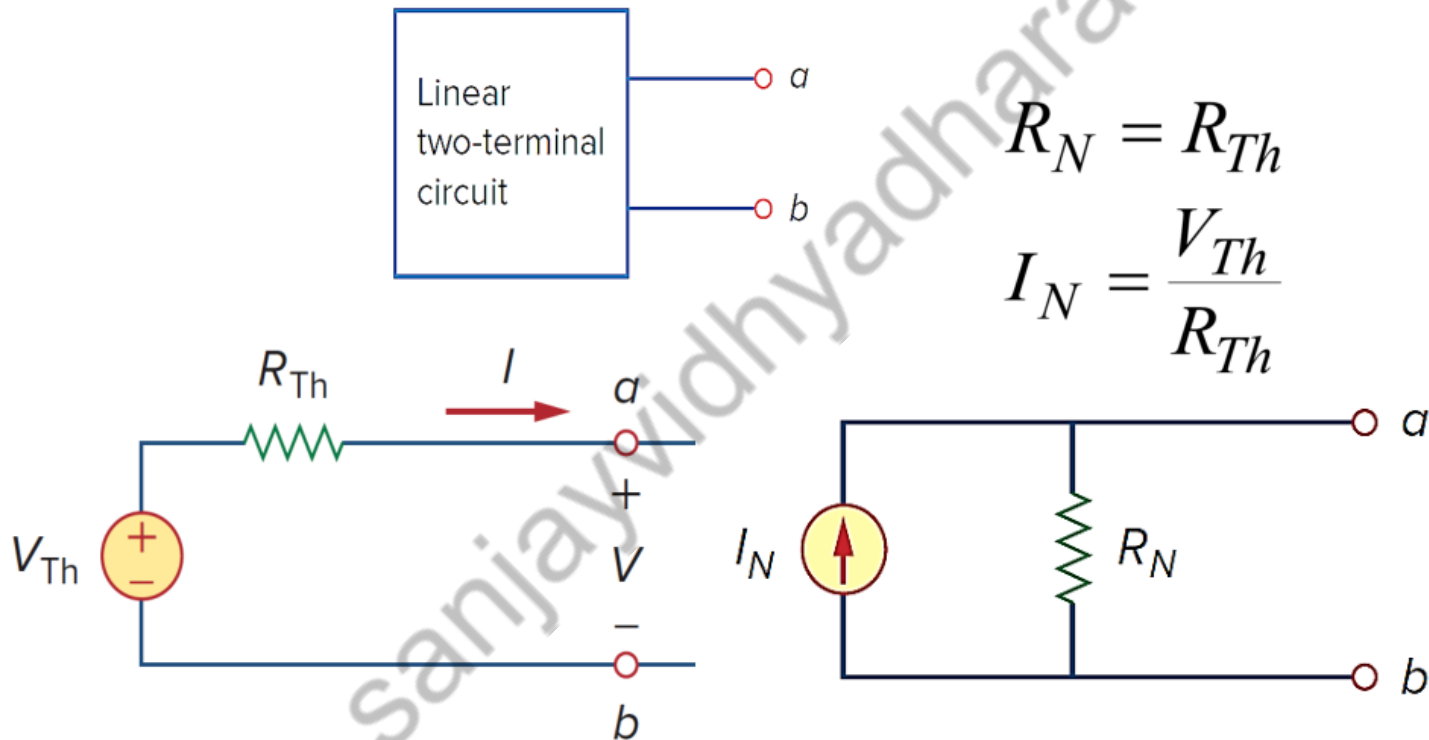 Linear
two-terminal
circuit
a
b
R_N = R_Th
I_N = V_Th / R_Th
R_Th
I
a
+
V
−
b
V_Th
+
−
I_N
R_N
a
b
sanjayvidhyadhara